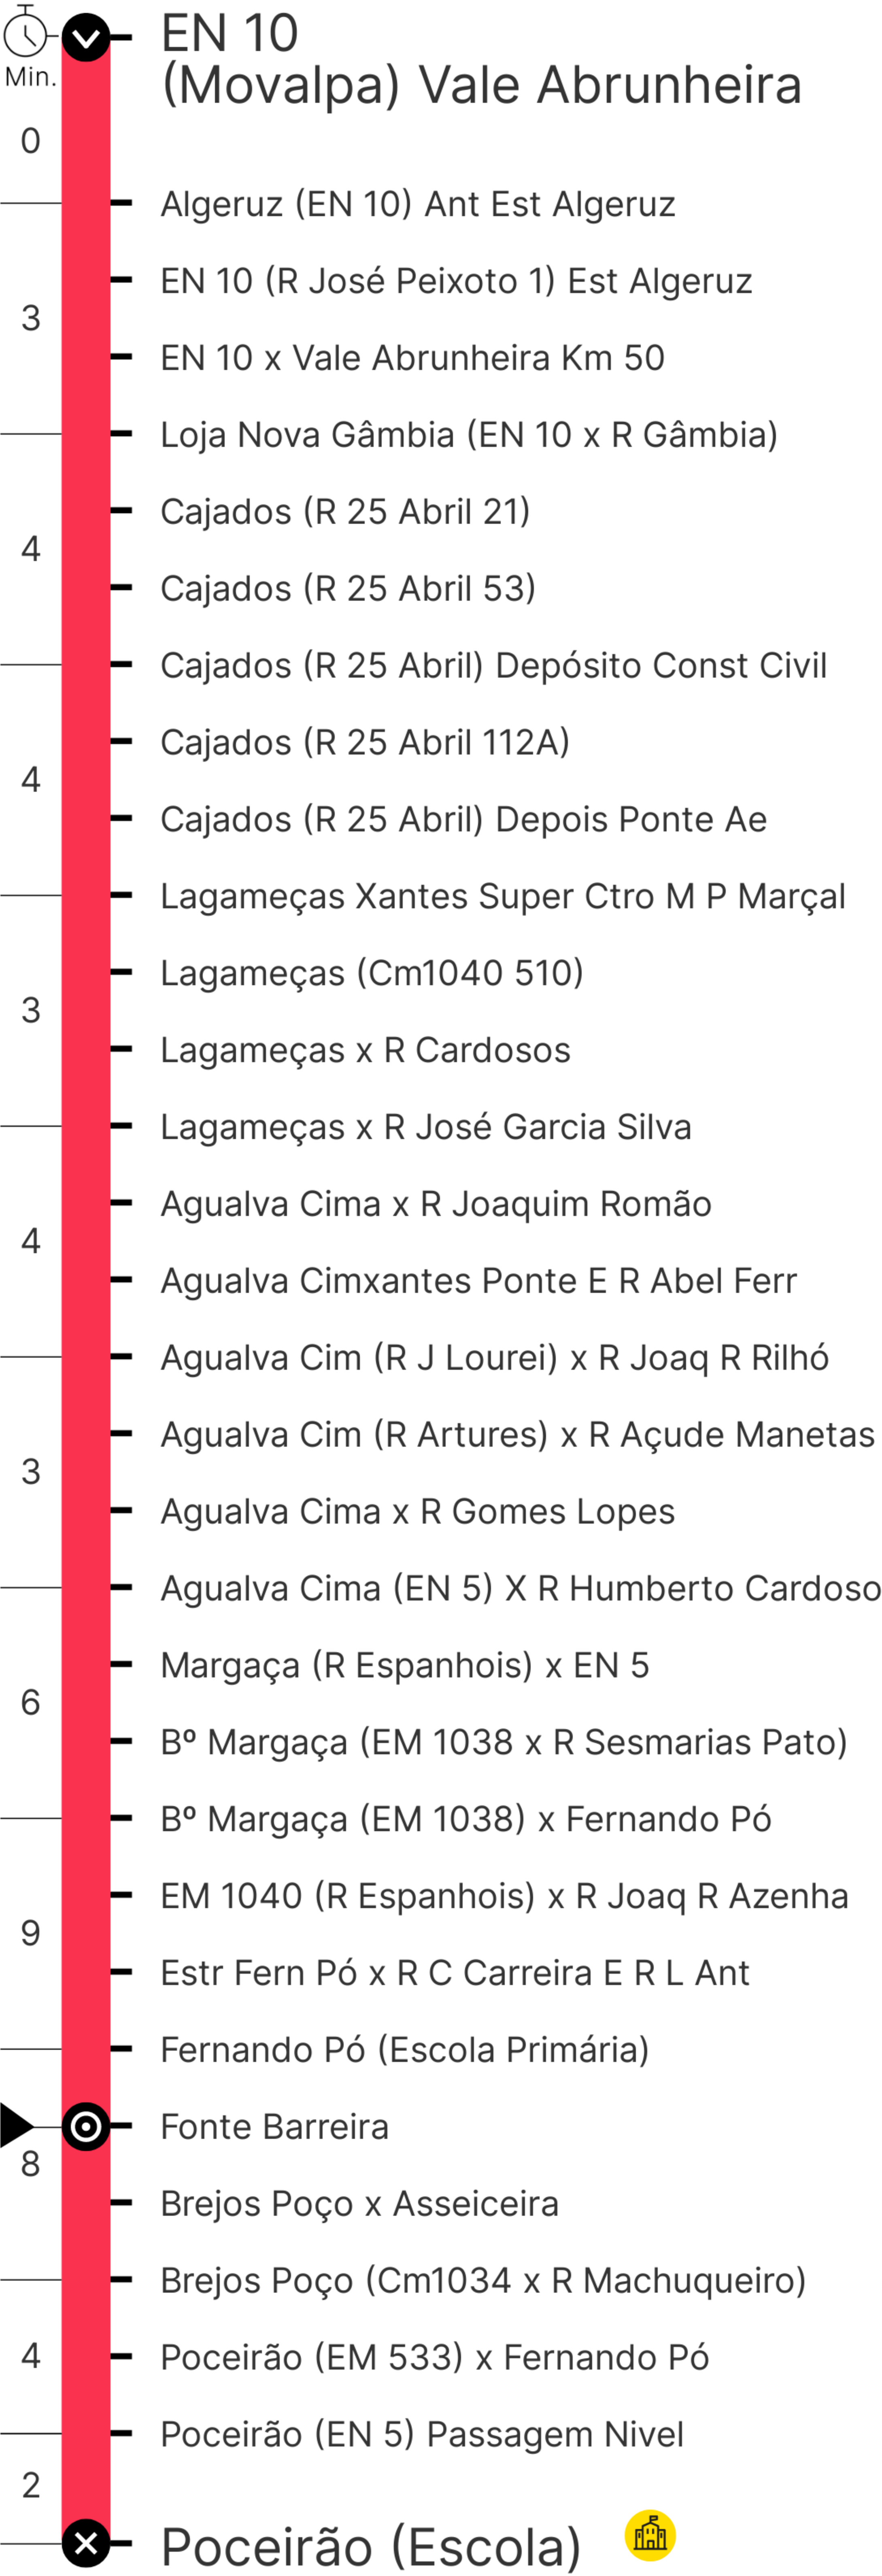 EN 10
(Movalpa) Vale Abrunheira
Min.
0
Algeruz (EN 10) Ant Est Algeruz
EN 10 (R José Peixoto 1) Est Algeruz
3
EN 10 x Vale Abrunheira Km 50
Loja Nova Gâmbia (EN 10 x R Gâmbia)
Cajados (R 25 Abril 21)
4
Cajados (R 25 Abril 53)
Cajados (R 25 Abril) Depósito Const Civil
Cajados (R 25 Abril 112A)
4
Cajados (R 25 Abril) Depois Ponte Ae
Lagameças Xantes Super Ctro M P Marçal
Lagameças (Cm1040 510)
3
Lagameças x R Cardosos
Lagameças x R José Garcia Silva
Agualva Cima x R Joaquim Romão
4
Agualva Cimxantes Ponte E R Abel Ferr
Agualva Cim (R J Lourei) x R Joaq R Rilhó
Agualva Cim (R Artures) x R Açude Manetas
3
Agualva Cima x R Gomes Lopes
Agualva Cima (EN 5) X R Humberto Cardoso
Margaça (R Espanhois) x EN 5
6
Bº Margaça (EM 1038 x R Sesmarias Pato)
Bº Margaça (EM 1038) x Fernando Pó
EM 1040 (R Espanhois) x R Joaq R Azenha
9
Estr Fern Pó x R C Carreira E R L Ant
Fernando Pó (Escola Primária)
Fonte Barreira
8
Brejos Poço x Asseiceira
Brejos Poço (Cm1034 x R Machuqueiro)
4
Poceirão (EM 533) x Fernando Pó
Poceirão (EN 5) Passagem Nivel
2
Poceirão (Escola)